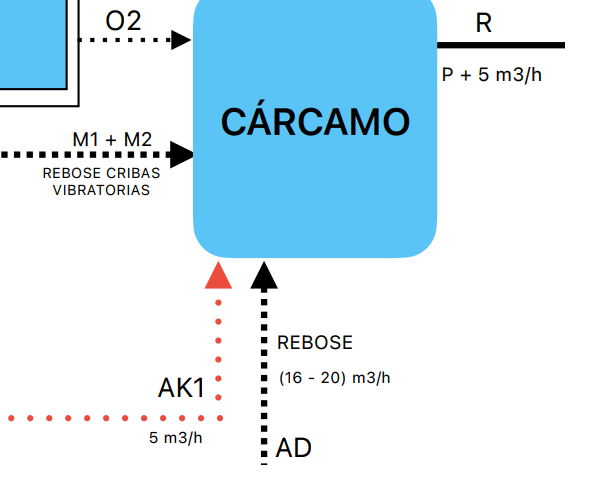 O2
R
P + 5 m3/h
CÁRCAMO
M1 + M2
REBOSE CRIBAS
VIBRATORIAS
REBOSE
(16 - 20) m3/h
AK1
5 m3/h
AD